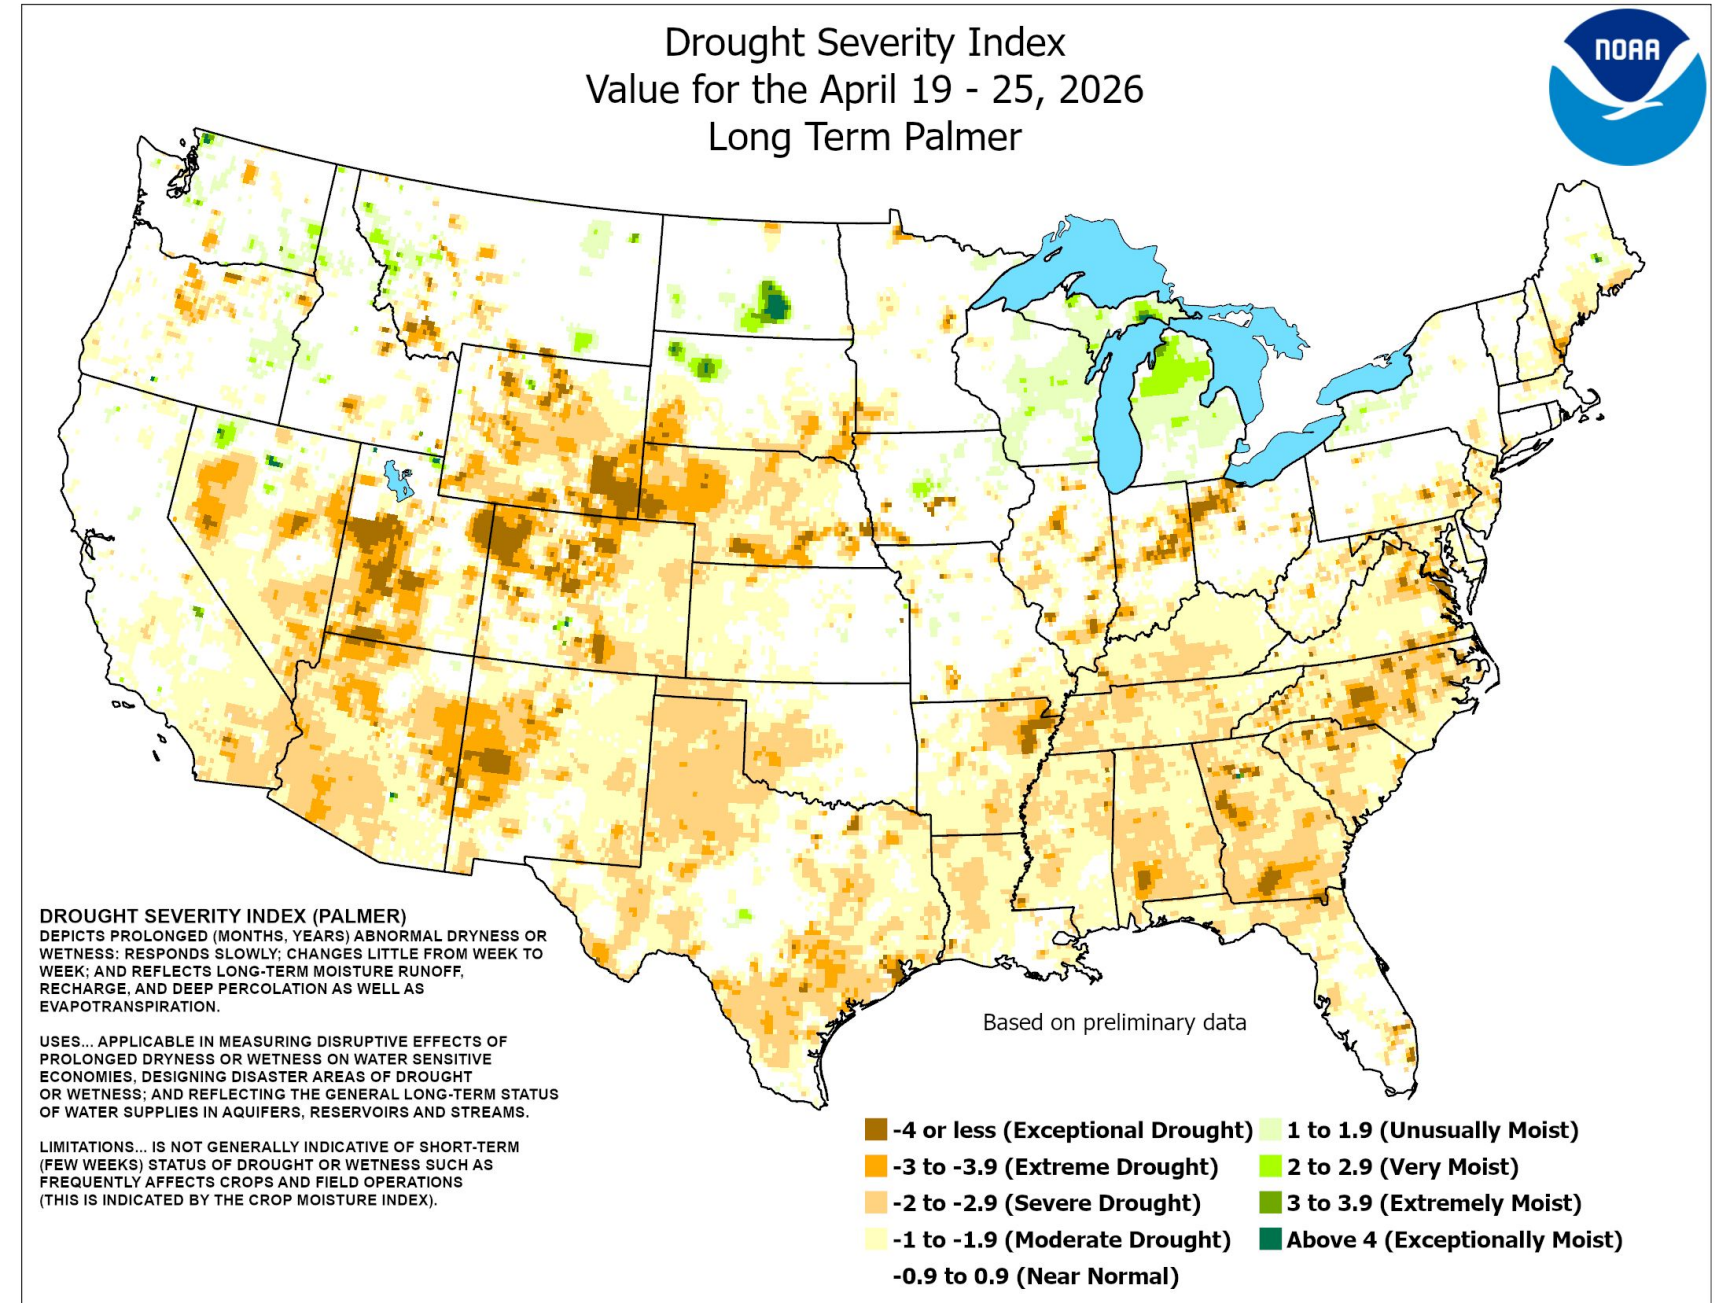 Drought Severity Index
Value for the April 19 - 25, 2026
Long Term Palmer
NOAA
DROUGHT SEVERITY INDEX (PALMER)
DEPICTS PROLONGED (MONTHS, YEARS) ABNORMAL DRYNESS OR
WETNESS: RESPONDS SLOWLY; CHANGES LITTLE FROM WEEK TO
WEEK; AND REFLECTS LONG-TERM MOISTURE RUNOFF,
RECHARGE, AND DEEP PERCOLATION AS WELL AS
EVAPOTRANSPIRATION.
USES... APPLICABLE IN MEASURING DISRUPTIVE EFFECTS OF
PROLONGED DRYNESS OR WETNESS ON WATER SENSITIVE
ECONOMIES, DESIGNING DISASTER AREAS OF DROUGHT
OR WETNESS; AND REFLECTING THE GENERAL LONG-TERM STATUS
OF WATER SUPPLIES IN AQUIFERS, RESERVOIRS AND STREAMS.
LIMITATIONS... IS NOT GENERALLY INDICATIVE OF SHORT-TERM
(FEW WEEKS) STATUS OF DROUGHT OR WETNESS SUCH AS
FREQUENTLY AFFECTS CROPS AND FIELD OPERATIONS
(THIS IS INDICATED BY THE CROP MOISTURE INDEX).
Based on preliminary data
-4 or less (Exceptional Drought)
-3 to -3.9 (Extreme Drought)
-2 to -2.9 (Severe Drought)
-1 to -1.9 (Moderate Drought)
-0.9 to 0.9 (Near Normal)
1 to 1.9 (Unusually Moist)
2 to 2.9 (Very Moist)
3 to 3.9 (Extremely Moist)
Above 4 (Exceptionally Moist)